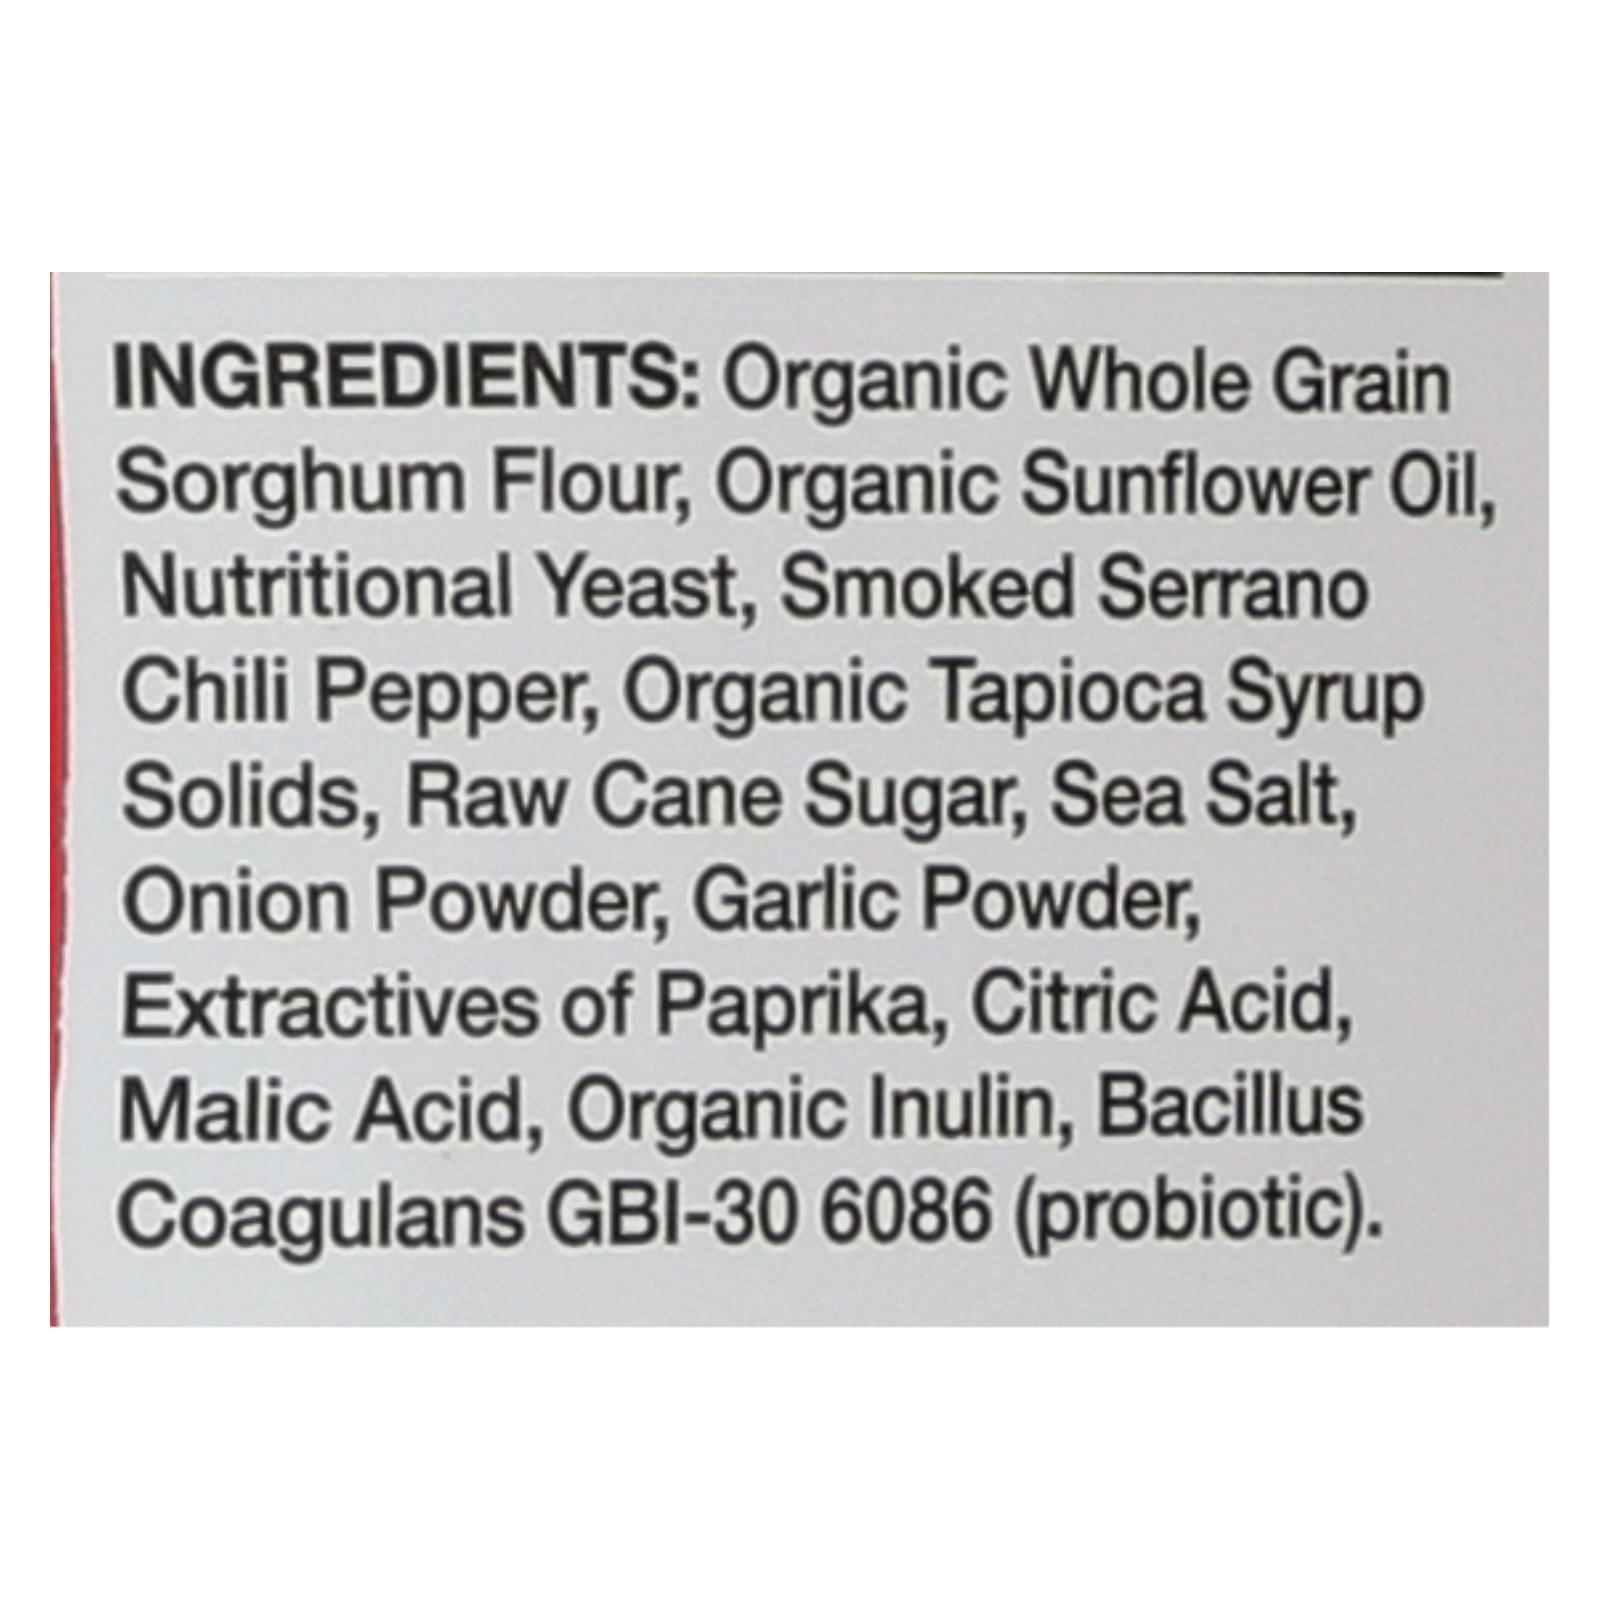 INGREDIENTS: Organic Whole Grain
Sorghum Flour, Organic Sunflower Oil,
Nutritional Yeast, Smoked Serrano
Chili Pepper, Organic Tapioca Syrup
Solids, Raw Cane Sugar, Sea Salt,
Onion Powder, Garlic Powder,
Extractives of Paprika, Citric Acid,
Malic Acid, Organic Inulin, Bacillus
Coagulans GBI-30 6086 (probiotic).